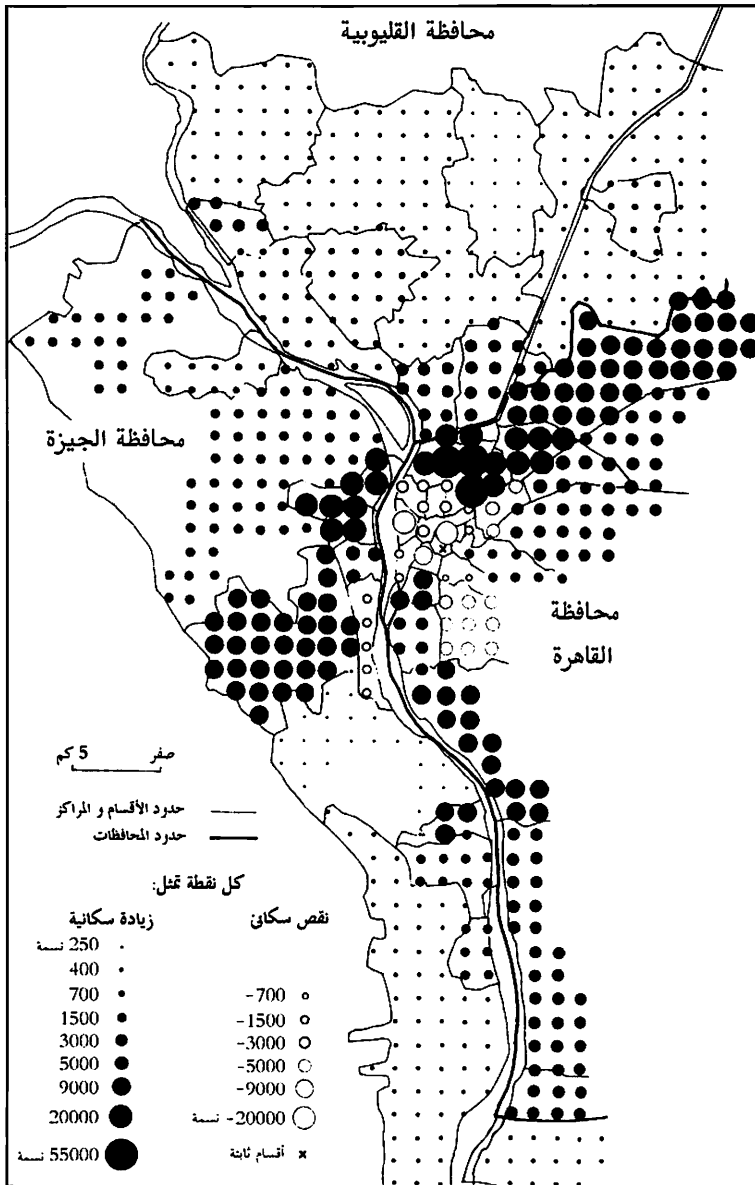 محافظة القليوبية
محافظة الجيزة
محافظة
القاهرة
صفر 5 كم
حدود الأقسام و المراكز
حدود المحافظات
كل نقطة تمثل:
زيادة سكانية
250 نسمة
400
700
1500
3000
5000
9000
20000
55000 نسمة
نقص سكاني
-700
-1500
-3000
-5000
-9000
-20000 نسمة
أقسام ثابتة